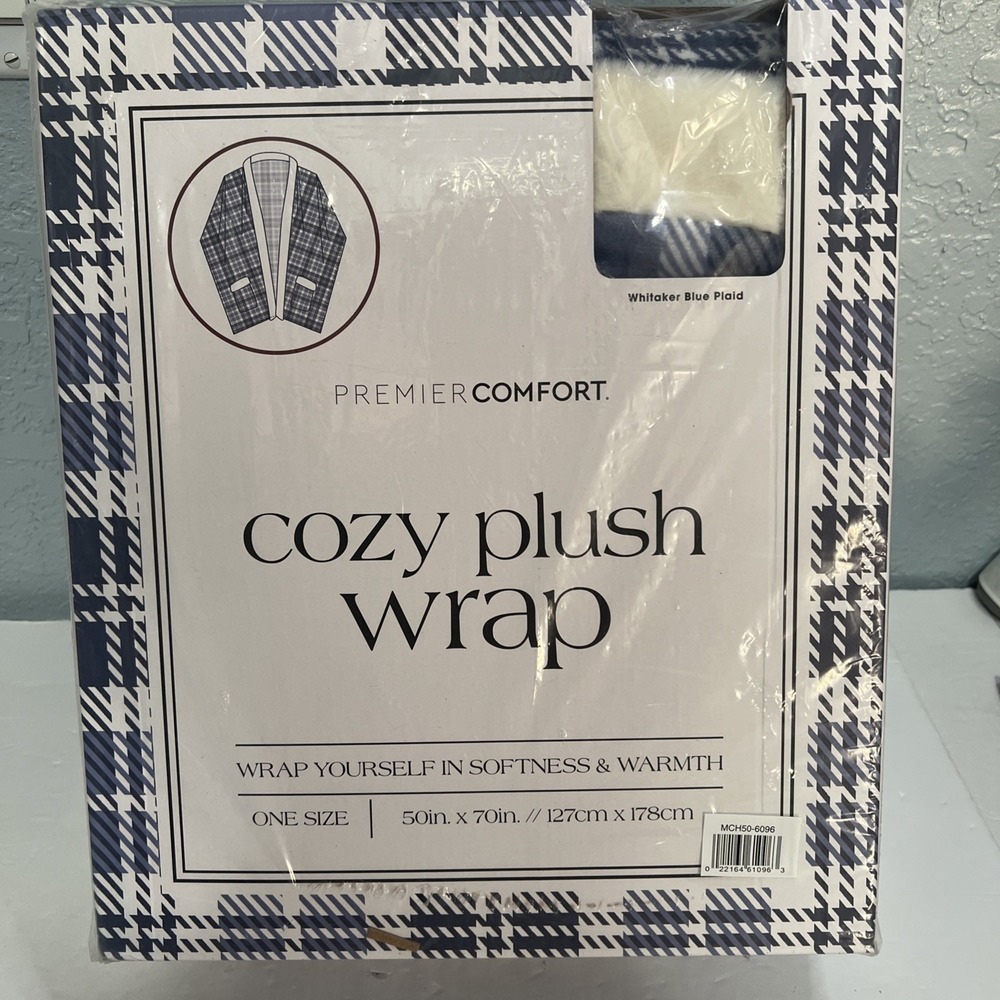 Whitaker Blue Plaid
PREMIERCOMFORT.
cozy plush
wrap
WRAP YOURSELF IN SOFTNESS & WARMTH
ONE SIZE
50in. x 70in. // 127cm x 178cm
MCH50-6096
0 22164 61096 3